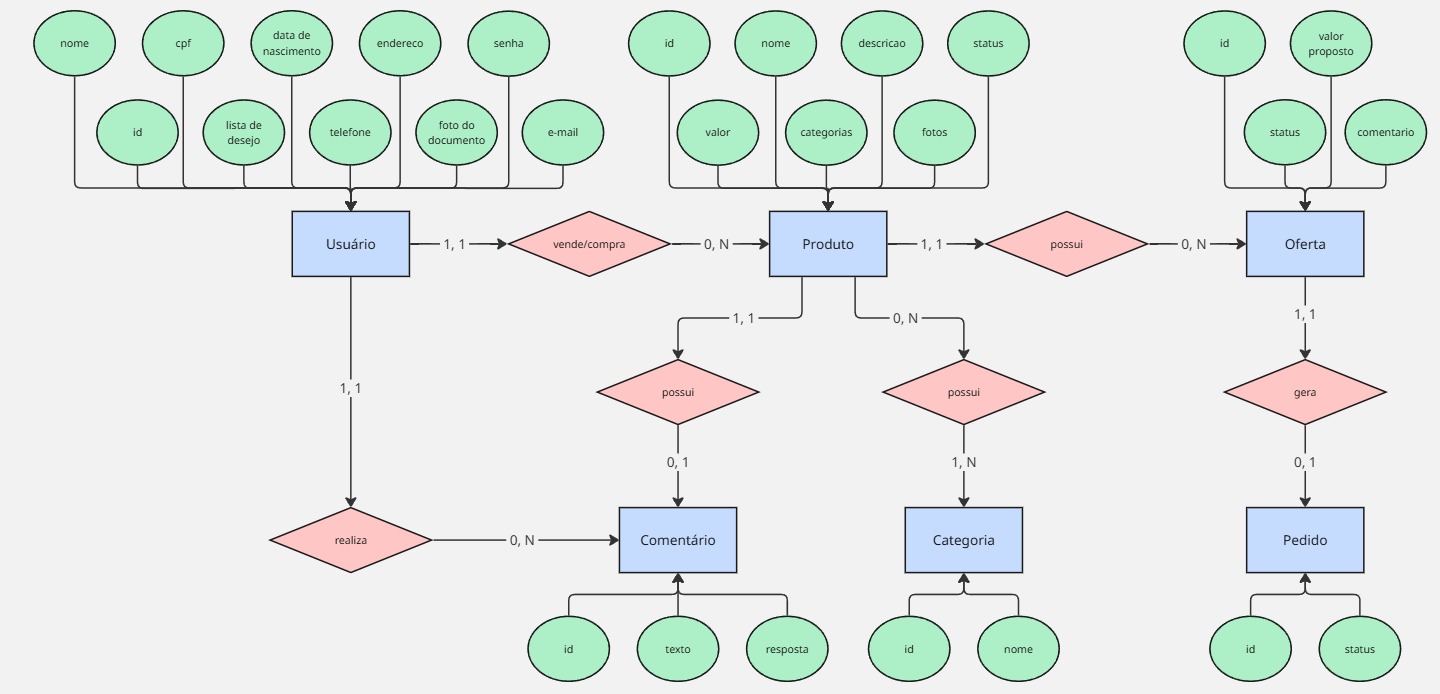 nome
cpf
data de
nascimento
endereco
senha
id
nome
descricao
status
id
valor
proposto
id
lista de
desejo
telefone
foto do
documento
e-mail
valor
categorias
fotos
status
comentario
Usuário
1, 1
vende/compra
0, N
Produto
1, 1
possui
0, N
Oferta
1, 1
0, N
1, 1
1, 1
possui
possui
gera
0, 1
1, N
0, 1
realiza
0, N
Comentário
Categoria
Pedido
id
texto
resposta
id
nome
id
status